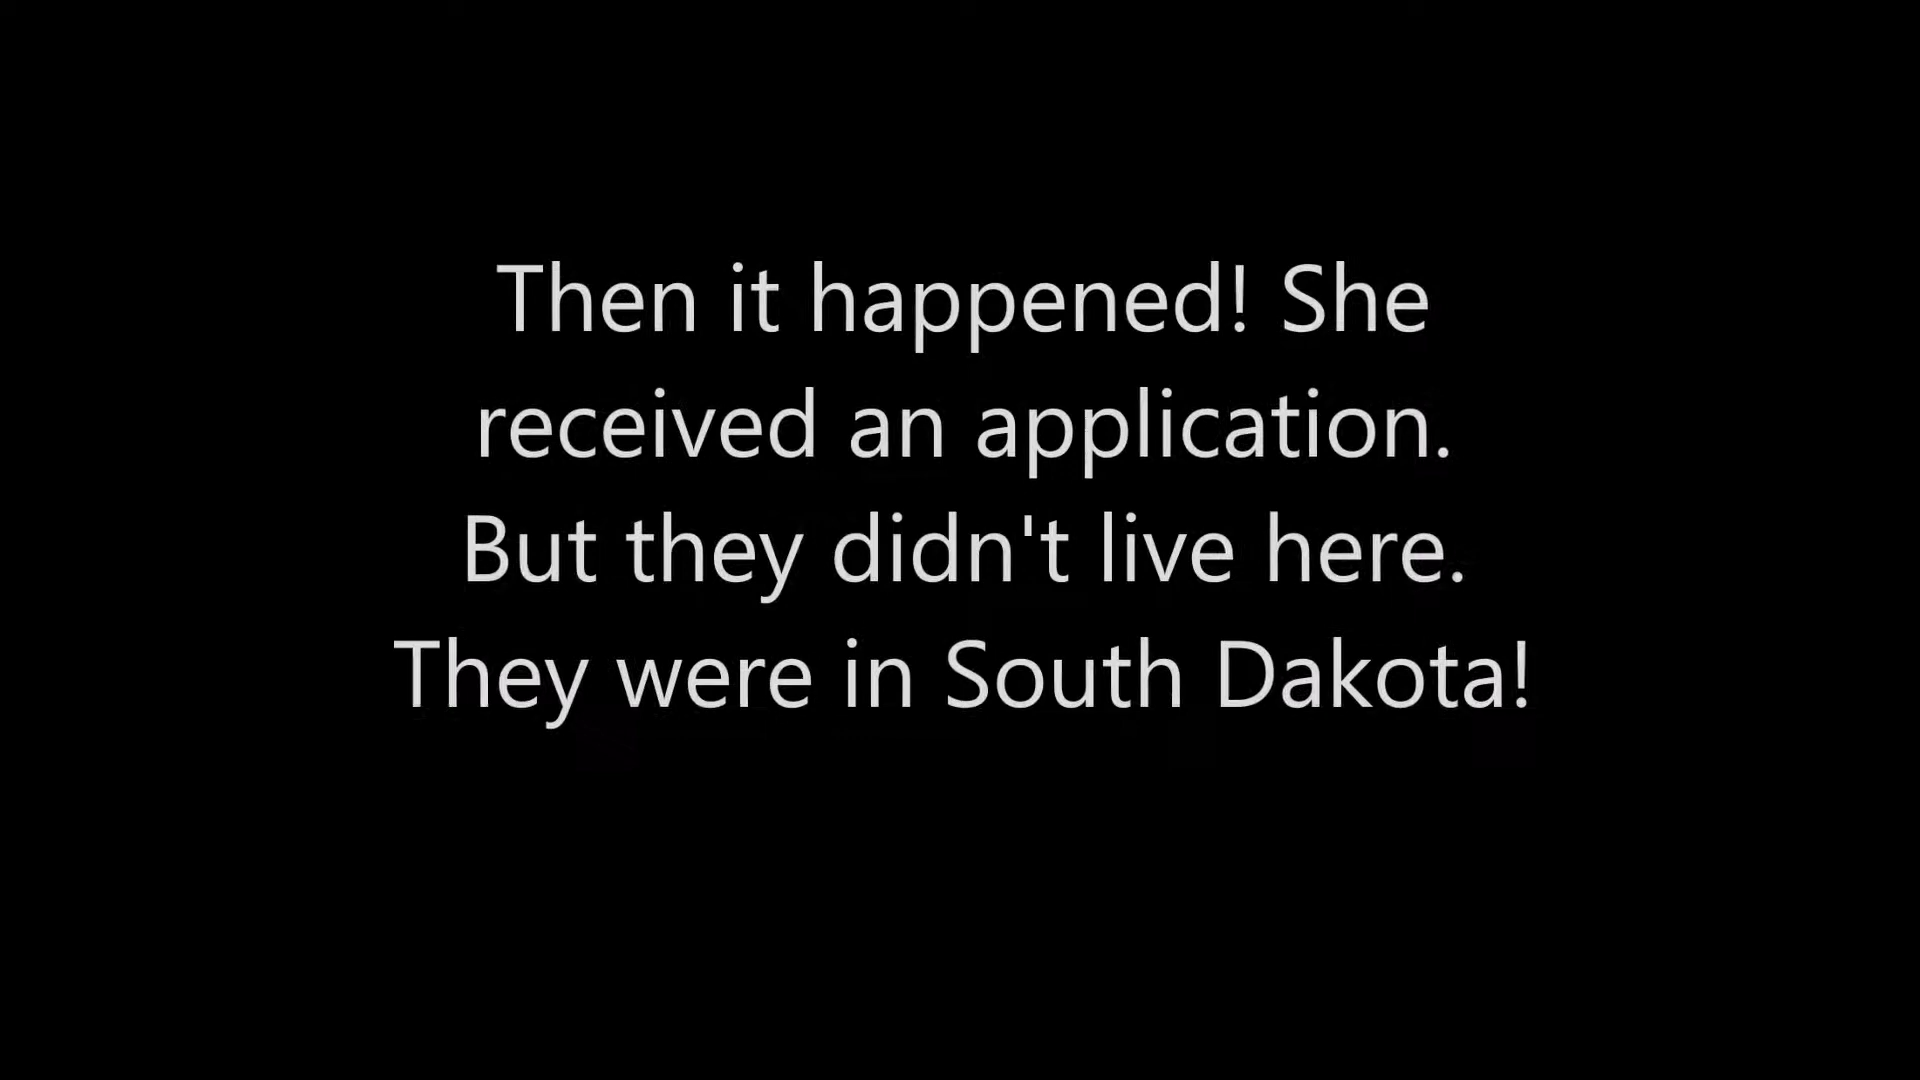 Then it happened! She
received an application.
But they didn't live here.
They were in South Dakota!